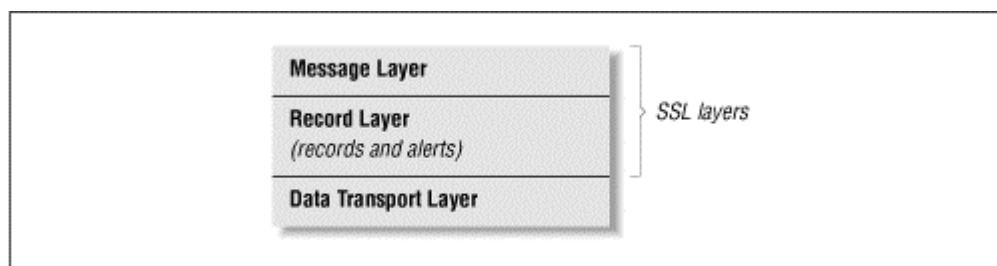 Message Layer
Record Layer
(records and alerts)
Data Transport Layer
SSL layers